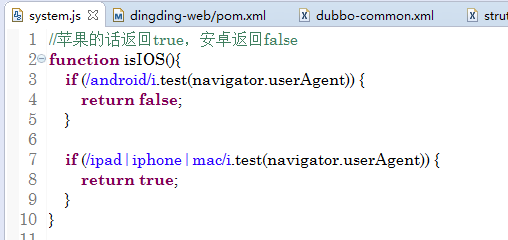 system.js dingding-web/pom.xml dubbo-common.xml
1 //苹果的话返回true，安卓返回false
2 function isIOS(){
3 if (/android/i.test(navigator.userAgent)) {
4 return false;
5 }
6
7 if (/ipad|iphone|mac/i.test(navigator.userAgent)) {
8 return true;
9 }
10 }